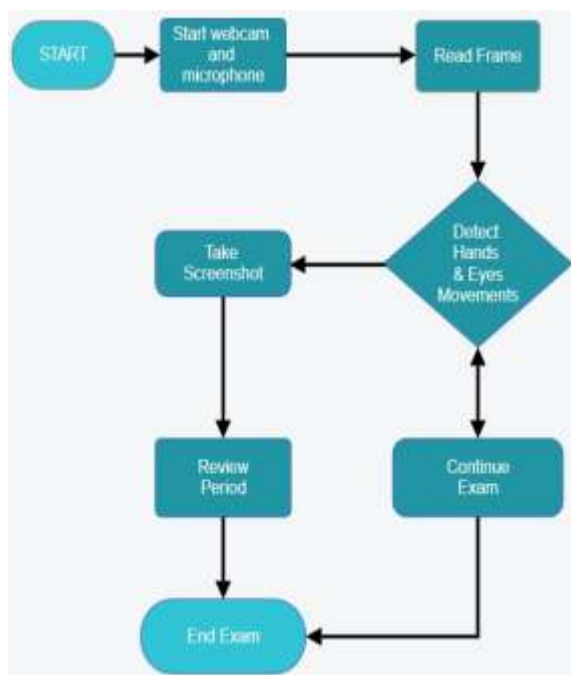 START
Start webcam
and
microphone
Read Frame
Detect
Hands
& Eyes
Movements
Take
Screenshot
Review
Period
Continue
Exam
End Exam